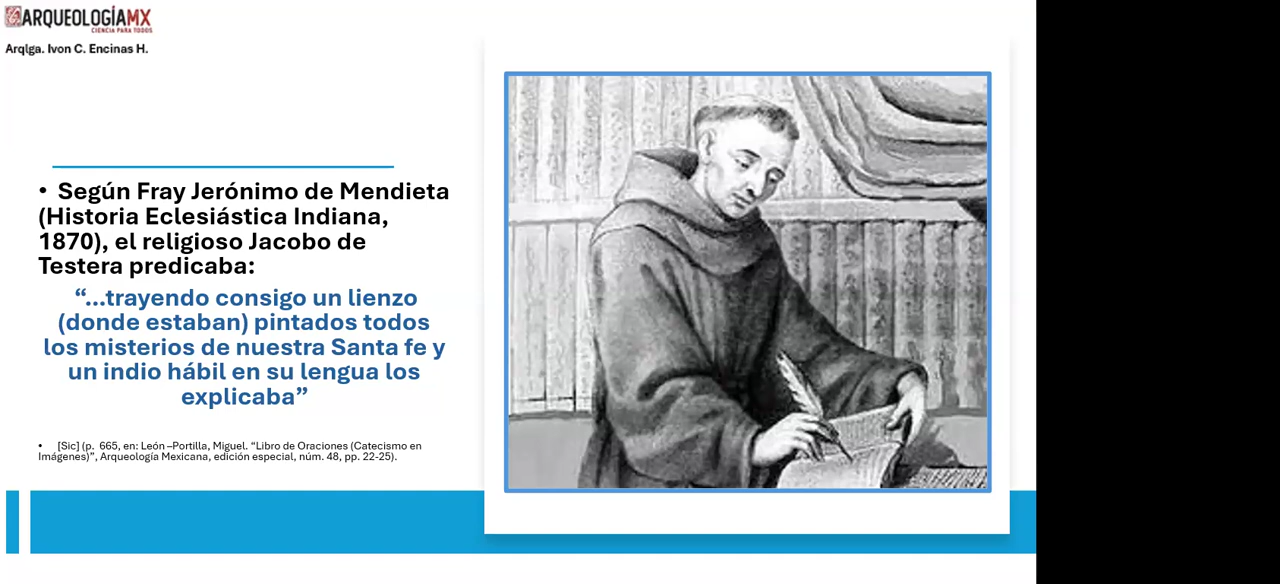 ARQUEOLOGÍAMX
CIENCIA PARA TODOS
Arqlga. Ivon C. Encinas H.
• Según Fray Jerónimo de Mendieta
(Historia Eclesiástica Indiana,
1870), el religioso Jacobo de
Testera predicaba:
“...trayendo consigo un lienzo
(donde estaban) pintados todos
los misterios de nuestra Santa fe y
un indio hábil en su lengua los
explicaba”
• [Sic] (p. 665, en: León –Portilla, Miguel. “Libro de Oraciones (Catecismo en
Imágenes)”, Arqueología Mexicana, edición especial, núm. 48, pp. 22-25).